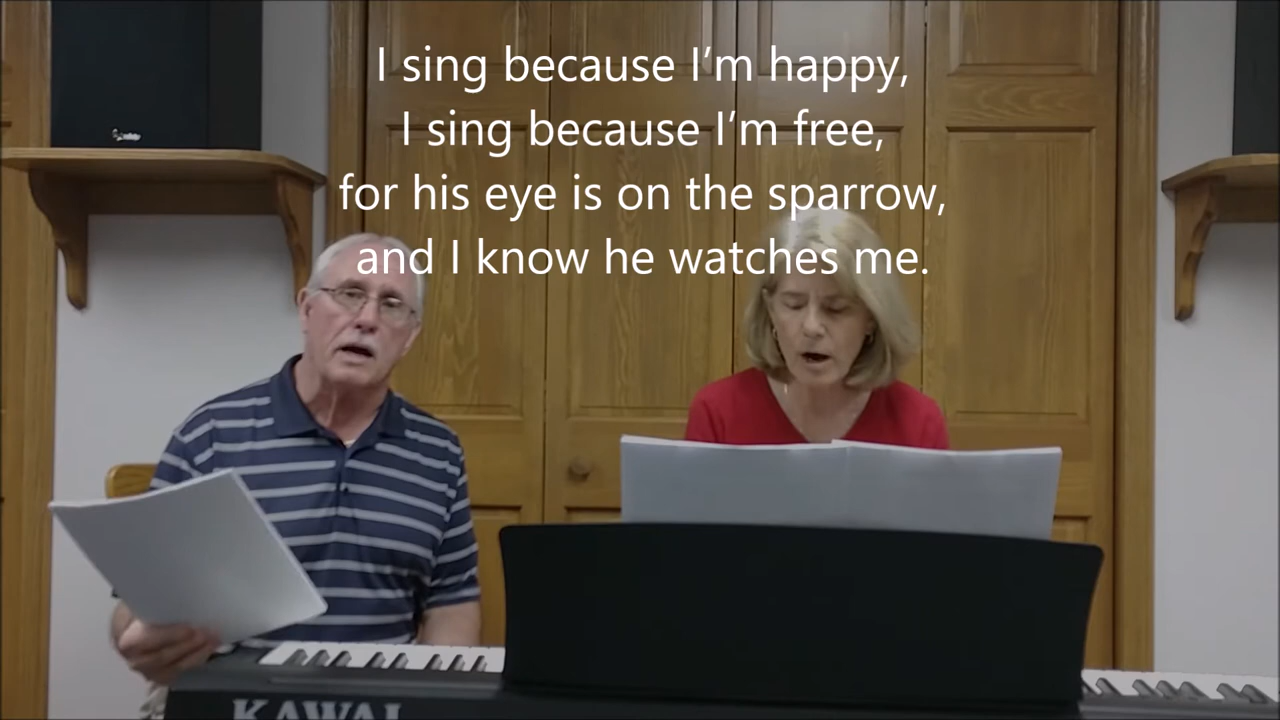 I sing because I’m happy,
I sing because I’m free,
for his eye is on the sparrow,
and I know he watches me.
KAWAI